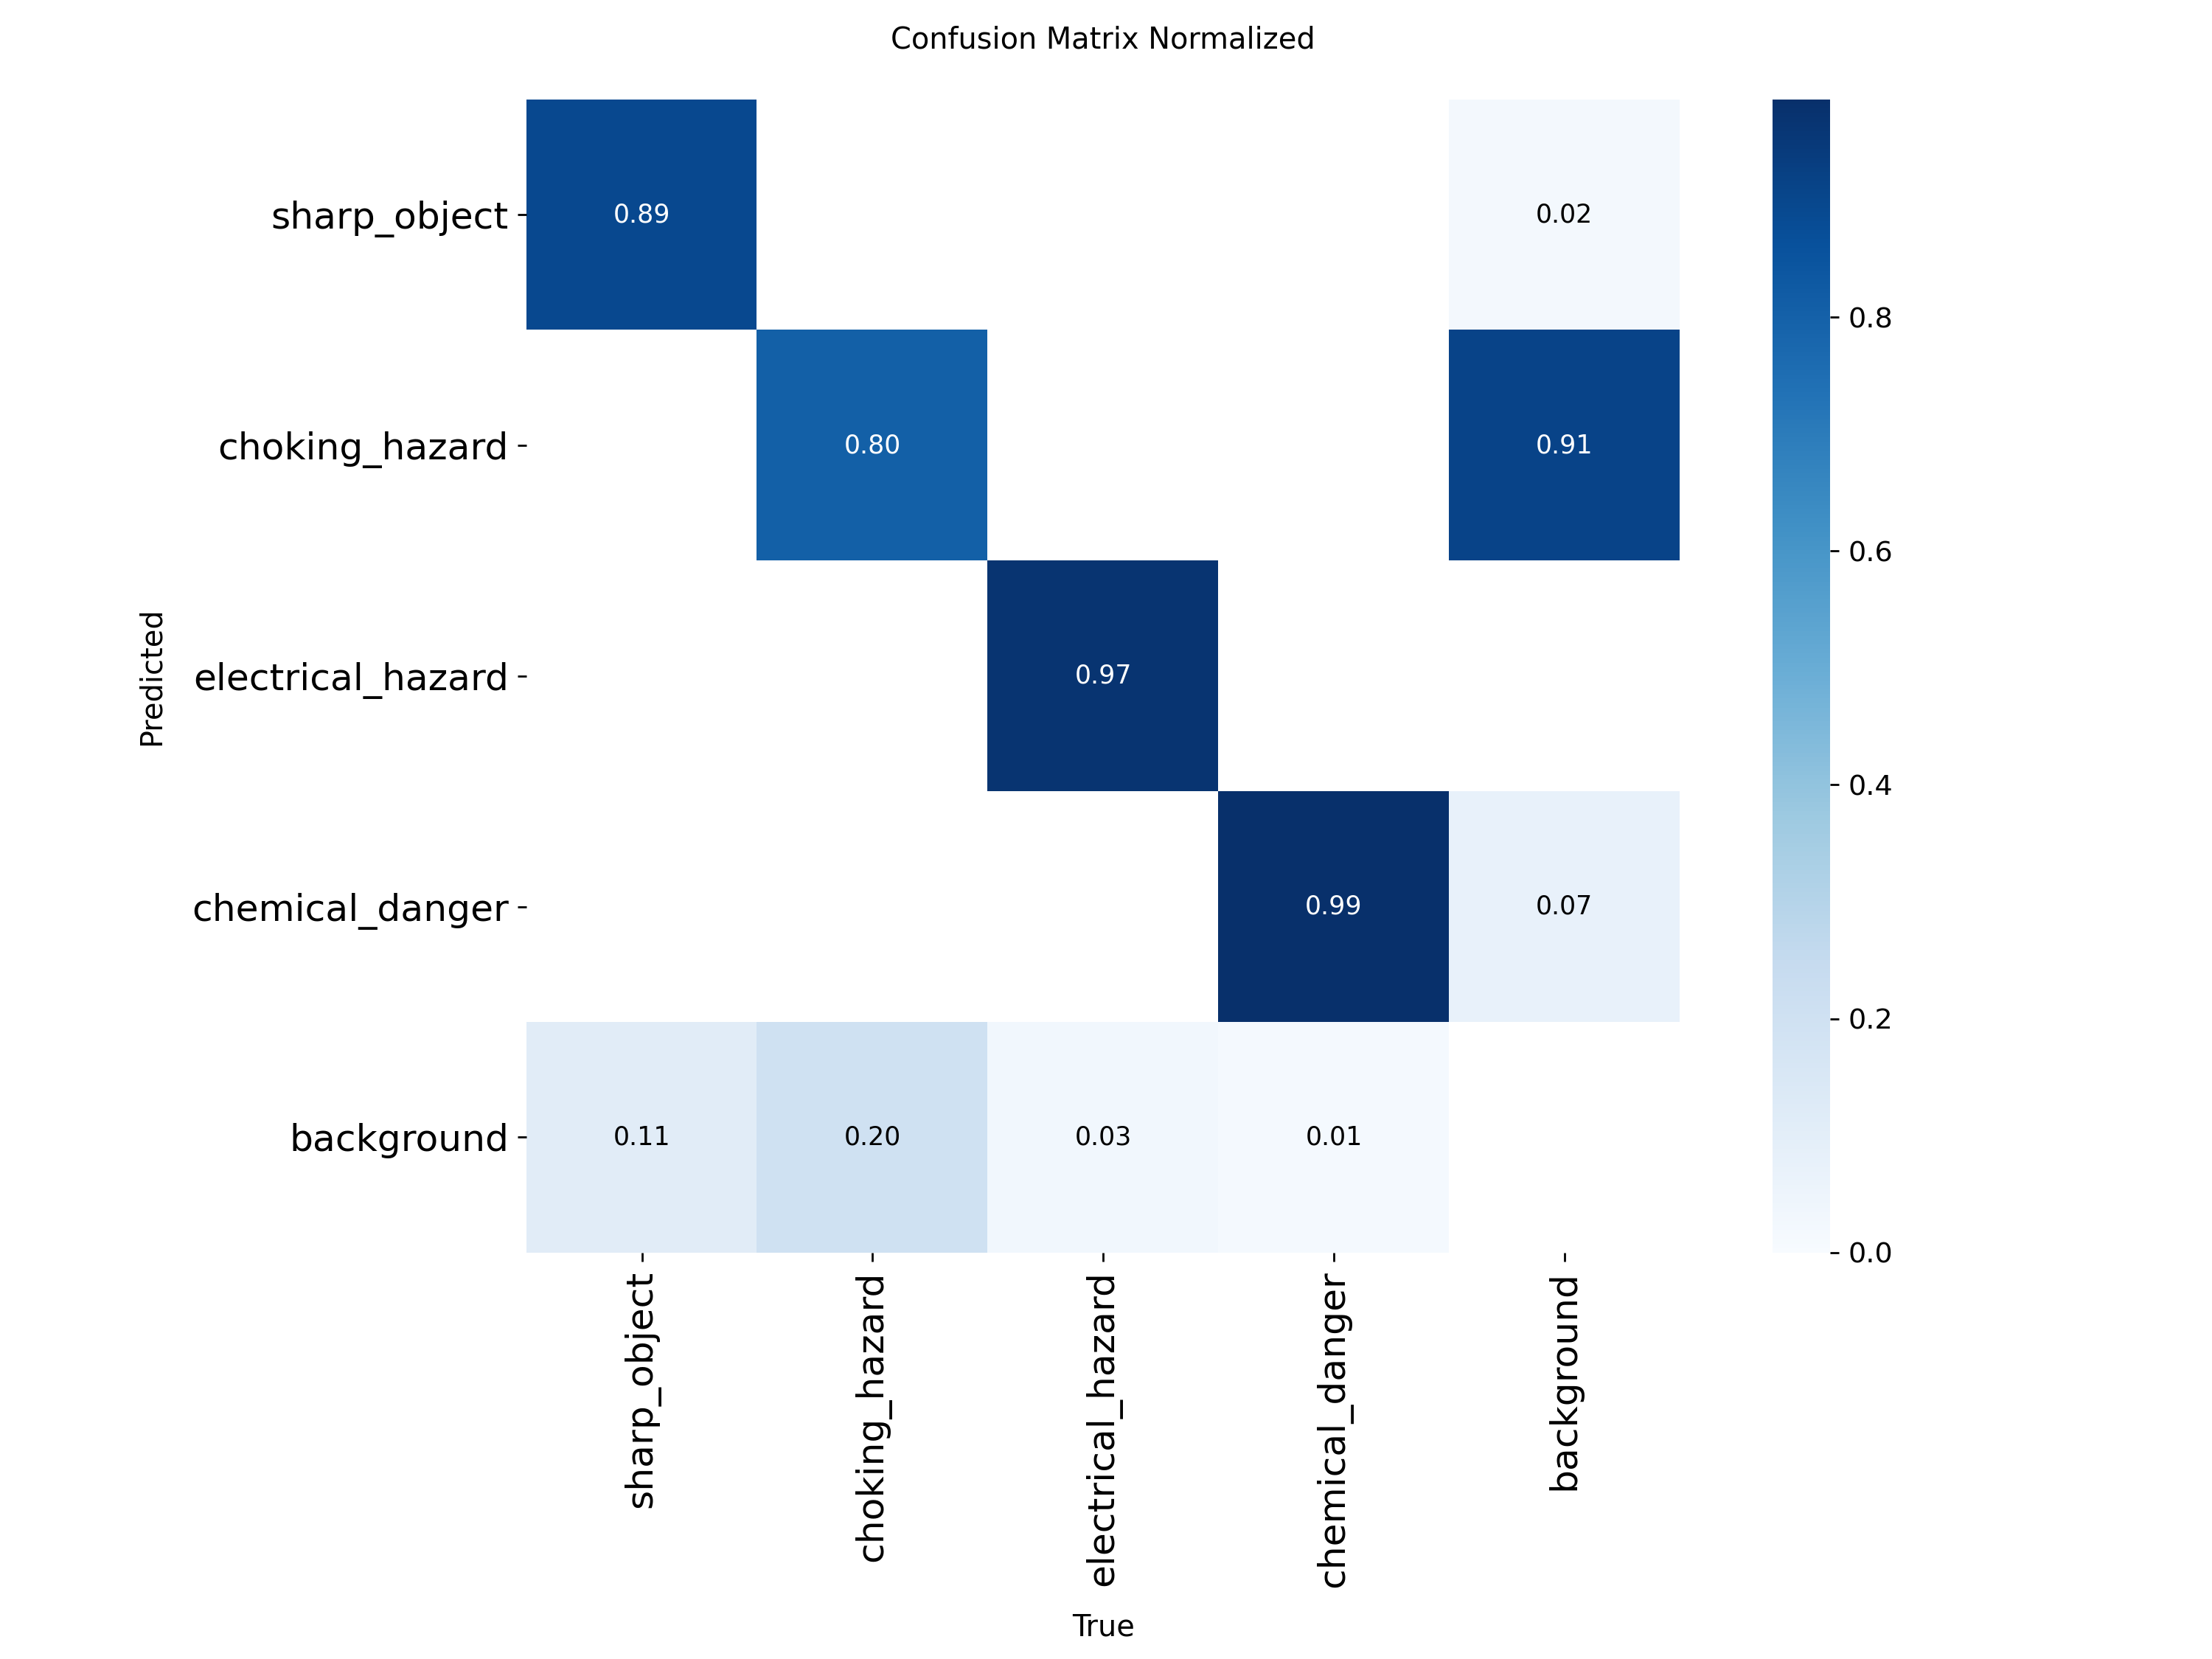 Confusion Matrix Normalized
sharp_object
0.89
0.02
choking_hazard
0.80
0.91
electrical_hazard
0.97
chemical_danger
0.99
0.07
background
0.11
0.20
0.03
0.01
Predicted
sharp_object
choking_hazard
electrical_hazard
chemical_danger
background
True
0.8
0.6
0.4
0.2
0.0